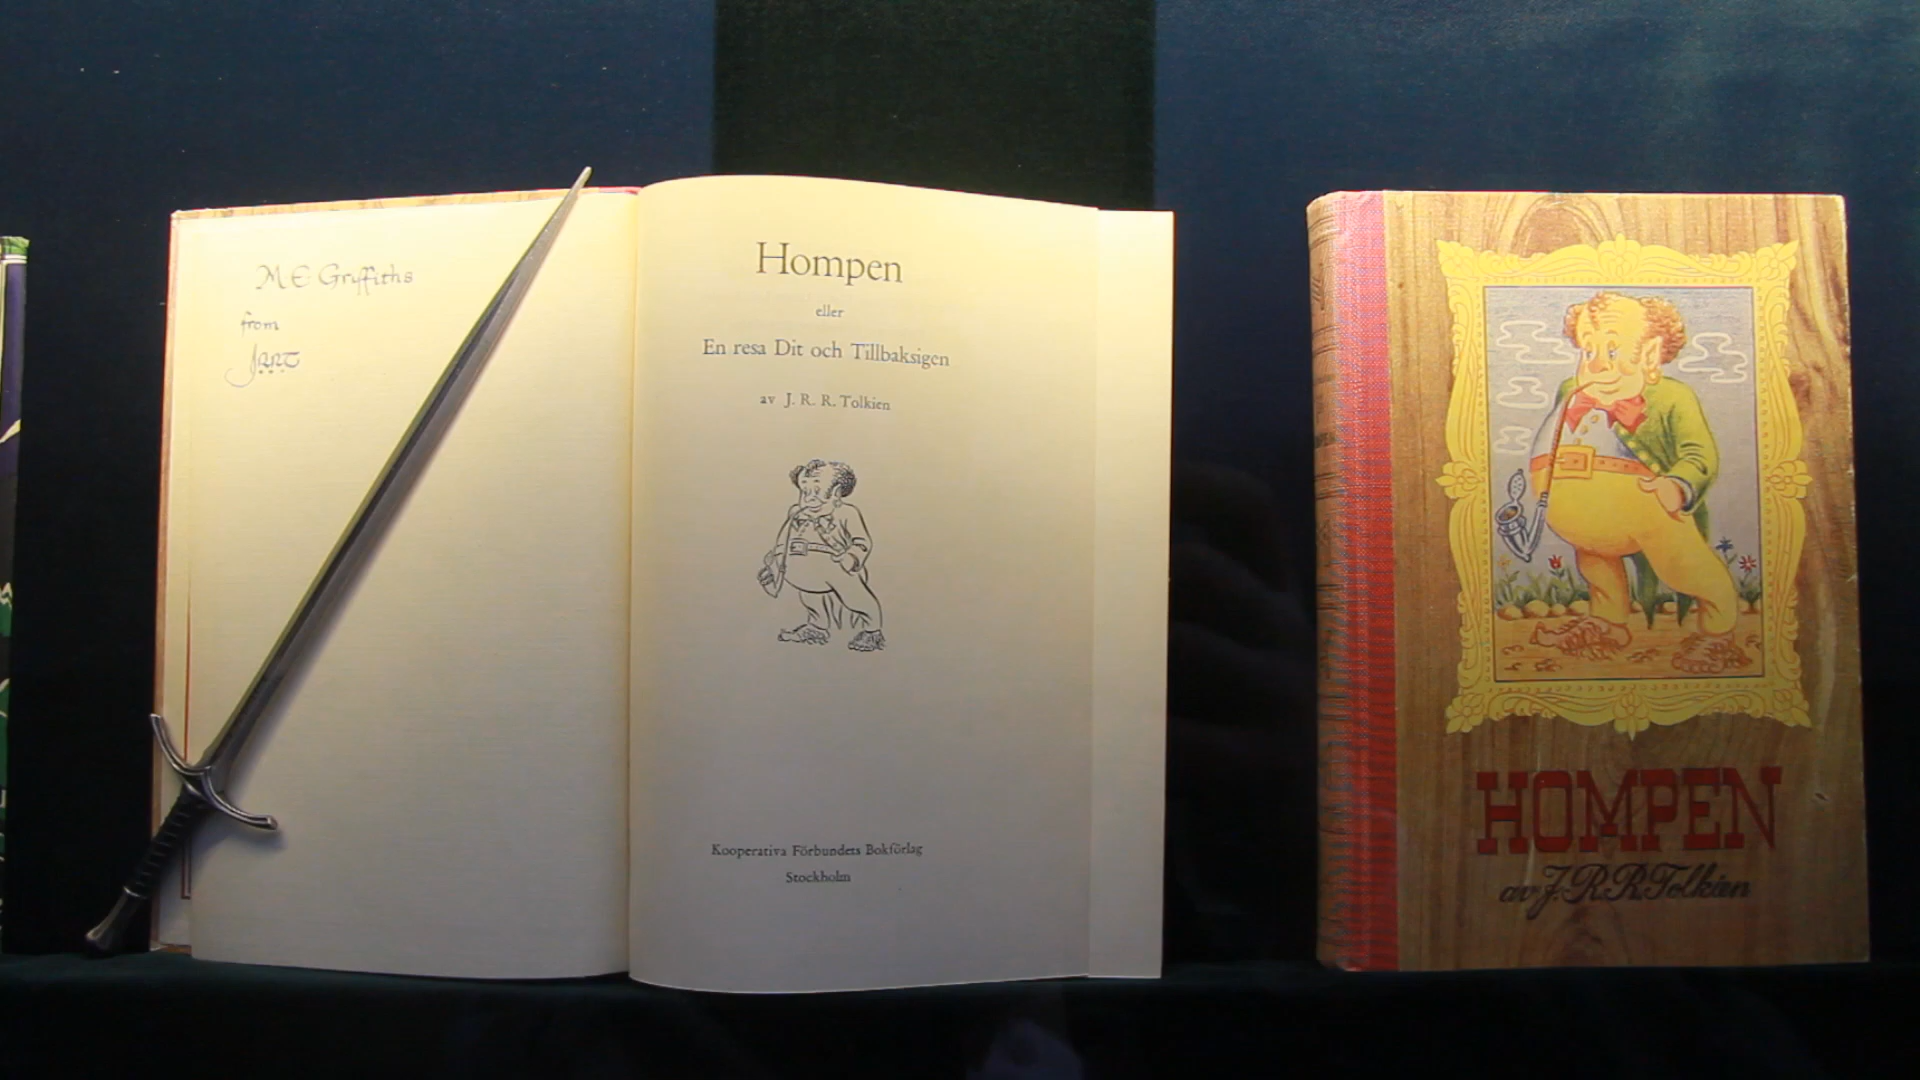 M E Griffiths
from
JRRT
Hompen
eller
En resa Dit och Tillbaksigen
av J. R. R. Tolkien
Kooperativa Förbundets Bokförlag
Stockholm
HOMPEN
av J. R. R. Tolkien